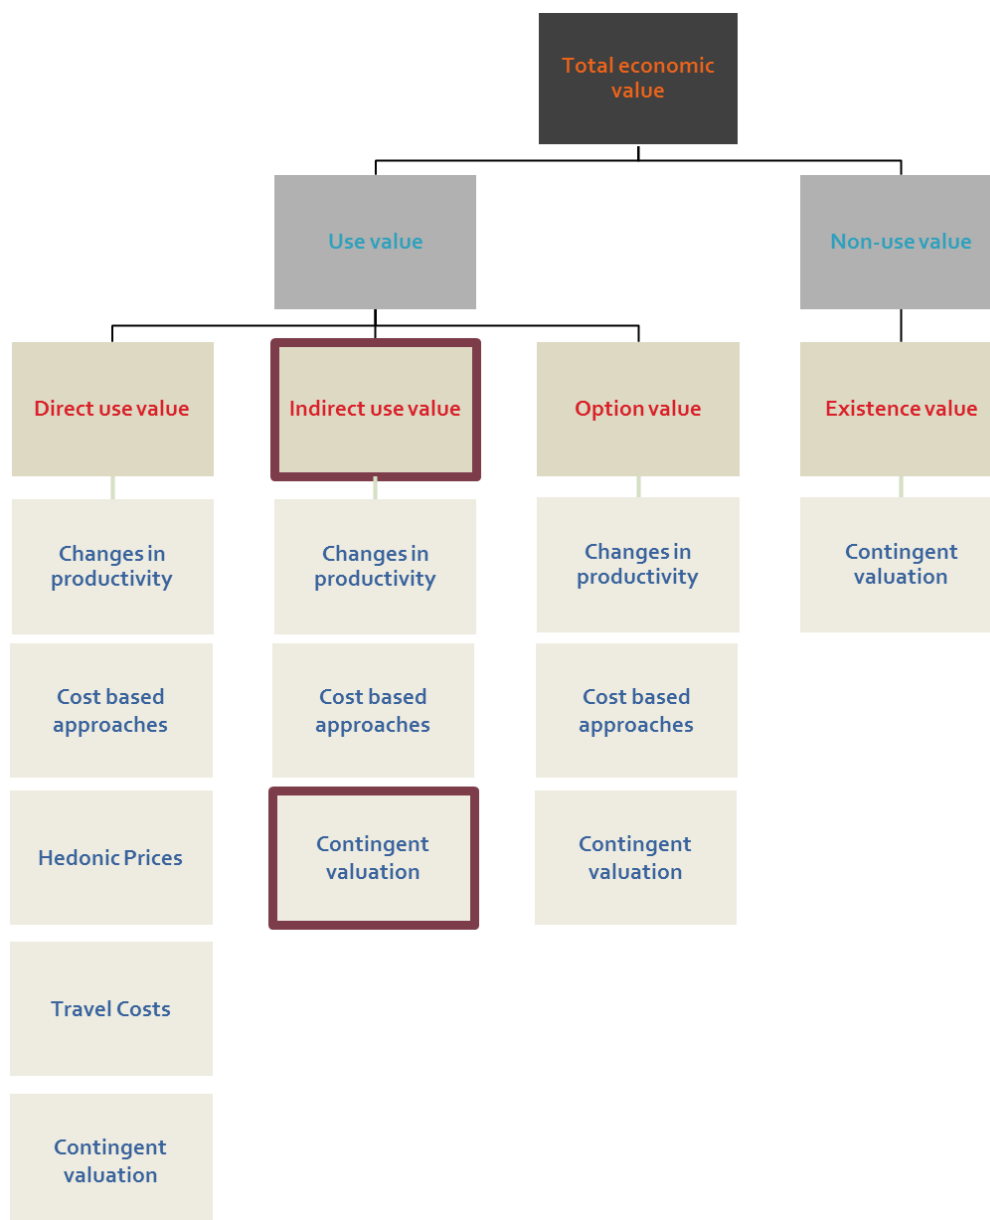 Total economic
value
Use value
Non-use value
Direct use value
Indirect use value
Option value
Existence value
Changes in
productivity
Changes in
productivity
Changes in
productivity
Contingent
valuation
Cost based
approaches
Cost based
approaches
Cost based
approaches
Hedonic Prices
Contingent
valuation
Contingent
valuation
Travel Costs
Contingent
valuation